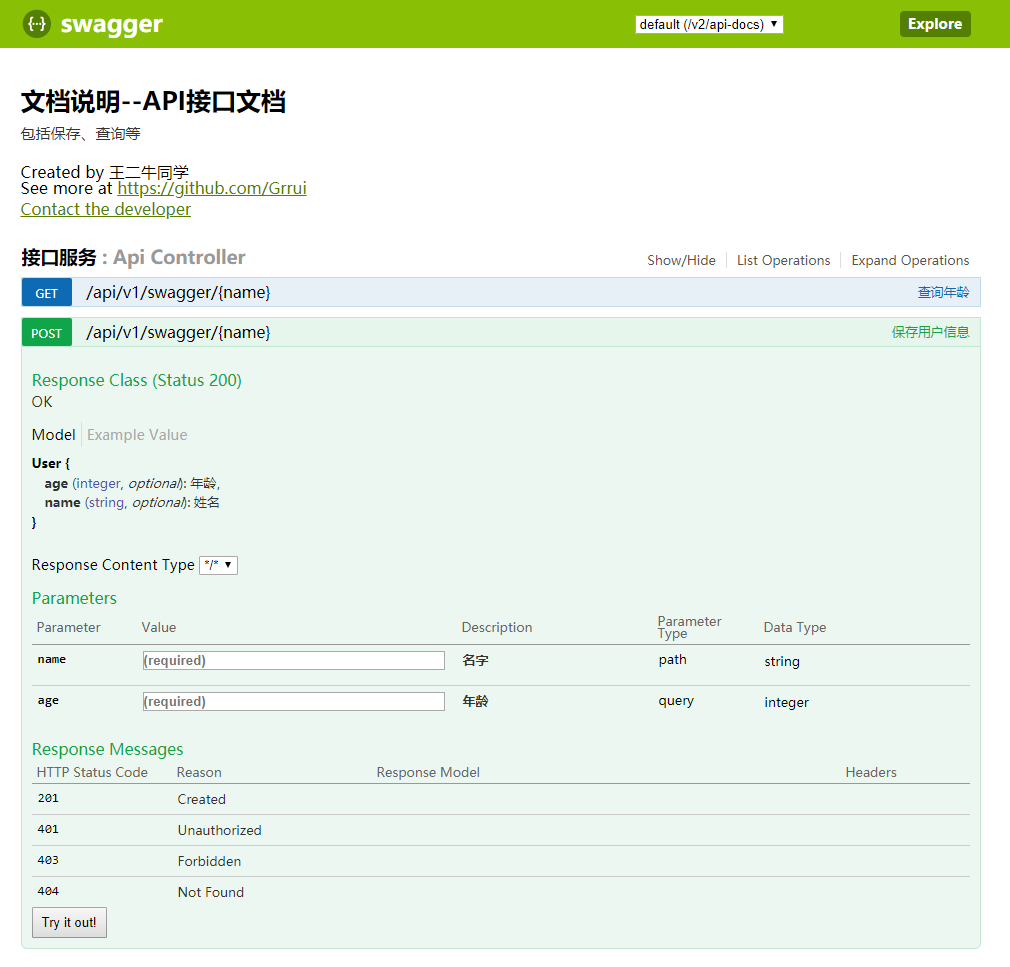 {···} swagger default (/v2/api-docs) Explore
文档说明--API接口文档
包括保存、查询等
Created by 王二牛同学
See more at https://github.com/Grrui
Contact the developer
接口服务 : Api Controller Show/Hide List Operations Expand Operations
GET /api/v1/swagger/{name} 查询年龄
POST /api/v1/swagger/{name} 保存用户信息
Response Class (Status 200)
OK
Model Example Value
User {
age (integer, optional): 年龄,
name (string, optional): 姓名
}
Response Content Type */*
Parameters
Parameter Value Description Parameter Type Data Type
name (required) 名字 path string
age (required) 年龄 query integer
Response Messages
HTTP Status Code Reason Response Model Headers
201 Created
401 Unauthorized
403 Forbidden
404 Not Found
Try it out!